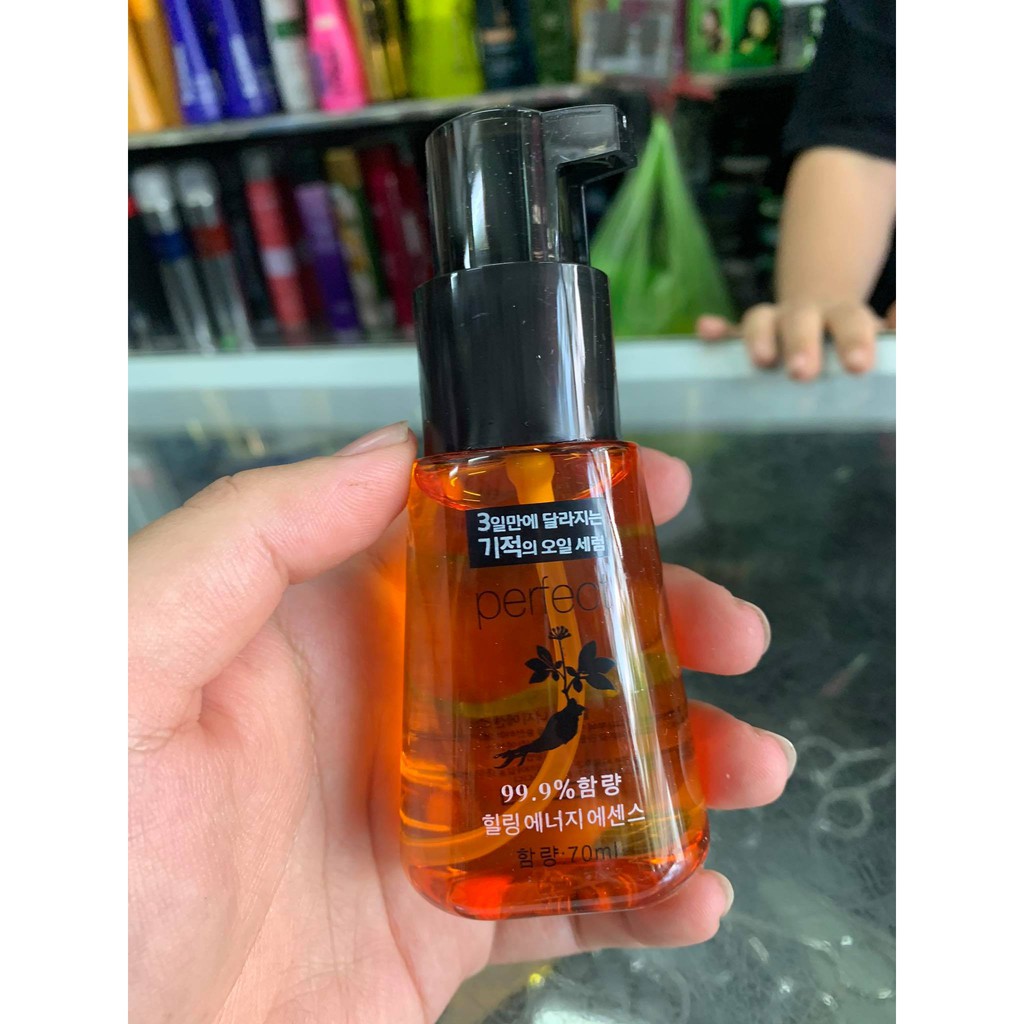 3일만에 달라지는
기적의 오일 세럼
perfect
99.9%함량
힐링에너지에센스
함량·70ml